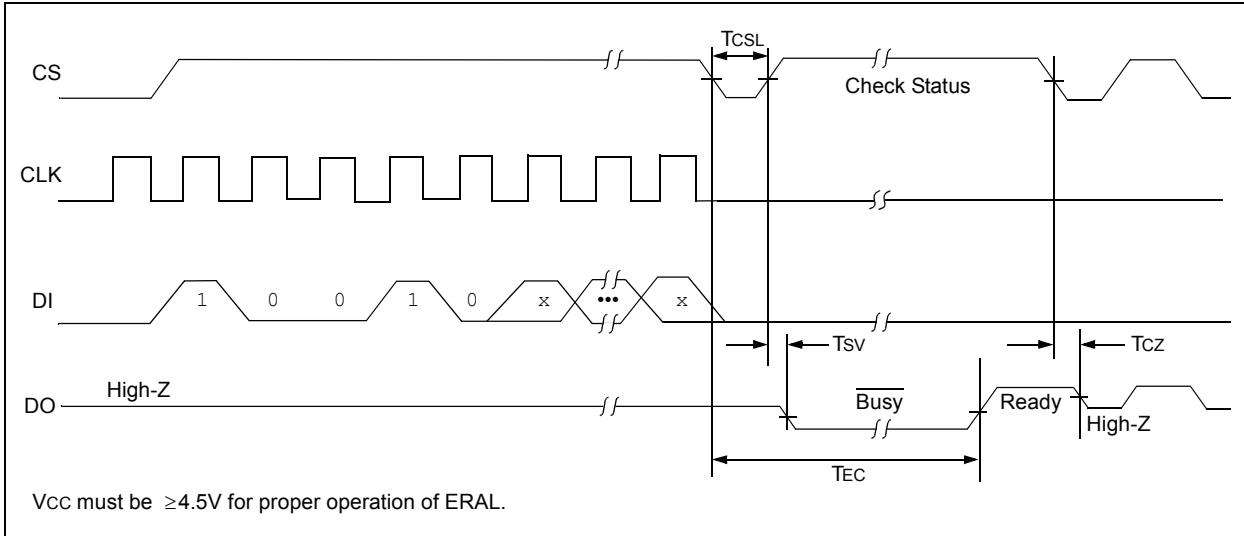 TCSL
CS
Check Status
CLK
DI
1 0 0 1 0 x ••• x
TSV
TCZ
High-Z
DO
Busy
Ready
High-Z
TEC
VCC must be ≥4.5V for proper operation of ERAL.